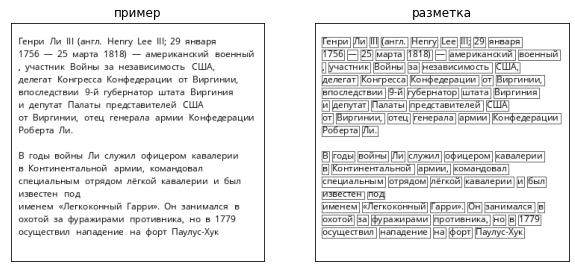 пример
Генри Ли III (англ. Henry Lee III; 29 января
1756 — 25 марта 1818) — американский военный
, участник Войны за независимость США,
делегат Конгресса Конфедерации от Виргинии,
впоследствии 9-й губернатор штата Виргиния
и депутат Палаты представителей США
от Виргинии, отец генерала армии Конфедерации
Роберта Ли.
В годы войны Ли служил офицером кавалерии
в Континентальной армии, командовал
специальным отрядом лёгкой кавалерии и был
известен под
именем «Легкоконный Гарри». Он занимался в
охотой за фуражирами противника, но в 1779
осуществил нападение на форт Паулус-Хук
разметка
Генри Ли III (англ. Henry Lee III; 29 января
1756 — 25 марта 1818) — американский военный
, участник Войны за независимость США,
делегат Конгресса Конфедерации от Виргинии,
впоследствии 9-й губернатор штата Виргиния
и депутат Палаты представителей США
от Виргинии, отец генерала армии Конфедерации
Роберта Ли.
В годы войны Ли служил офицером кавалерии
в Континентальной армии, командовал
специальным отрядом лёгкой кавалерии и был
известен под
именем «Легкоконный Гарри». Он занимался в
охотой за фуражирами противника, но в 1779
осуществил нападение на форт Паулус-Хук